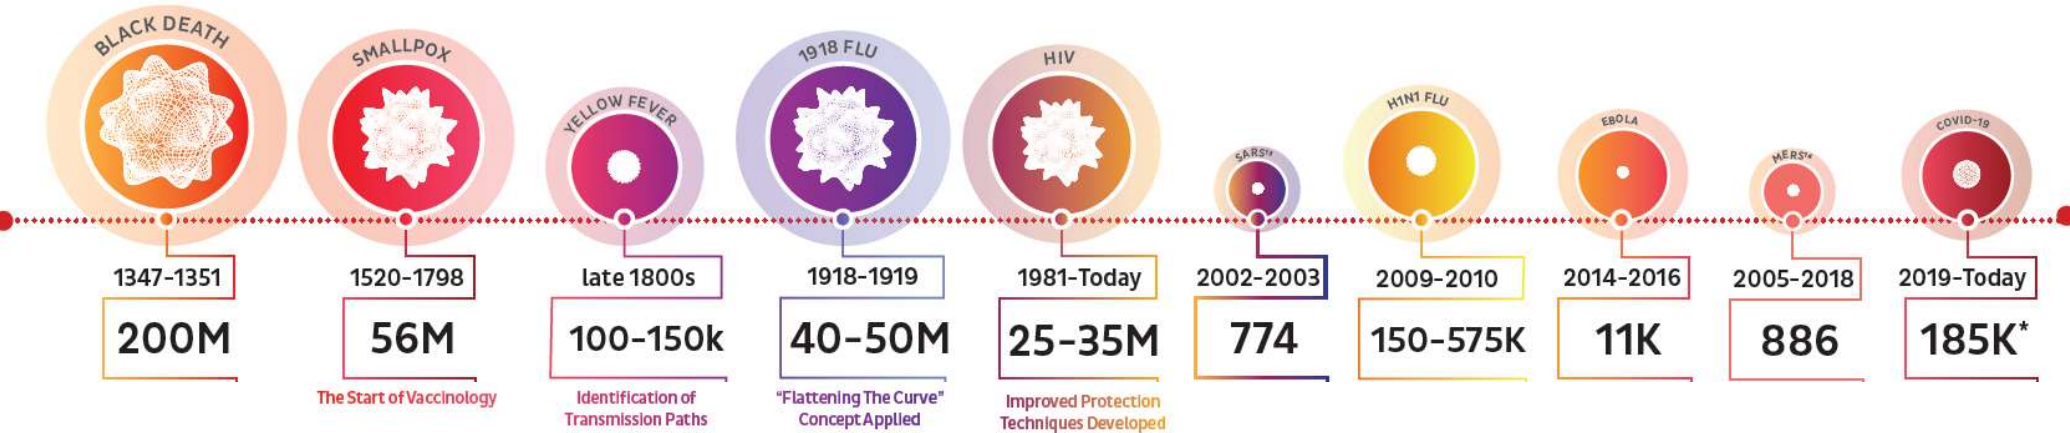 BLACK DEATH
1347-1351
200M
SMALLPOX
1520-1798
56M
The Start of Vaccinology
YELLOW FEVER
late 1800s
100-150k
Identification of
Transmission Paths
1918 FLU
1918-1919
40-50M
“Flattening The Curve”
Concept Applied
HIV
1981-Today
25-35M
Improved Protection
Techniques Developed
SARS¹⁴
2002-2003
774
H1N1 FLU
2009-2010
150-575K
EBOLA
2014-2016
11K
MERS¹⁴
2005-2018
886
COVID-19
2019-Today
185K*